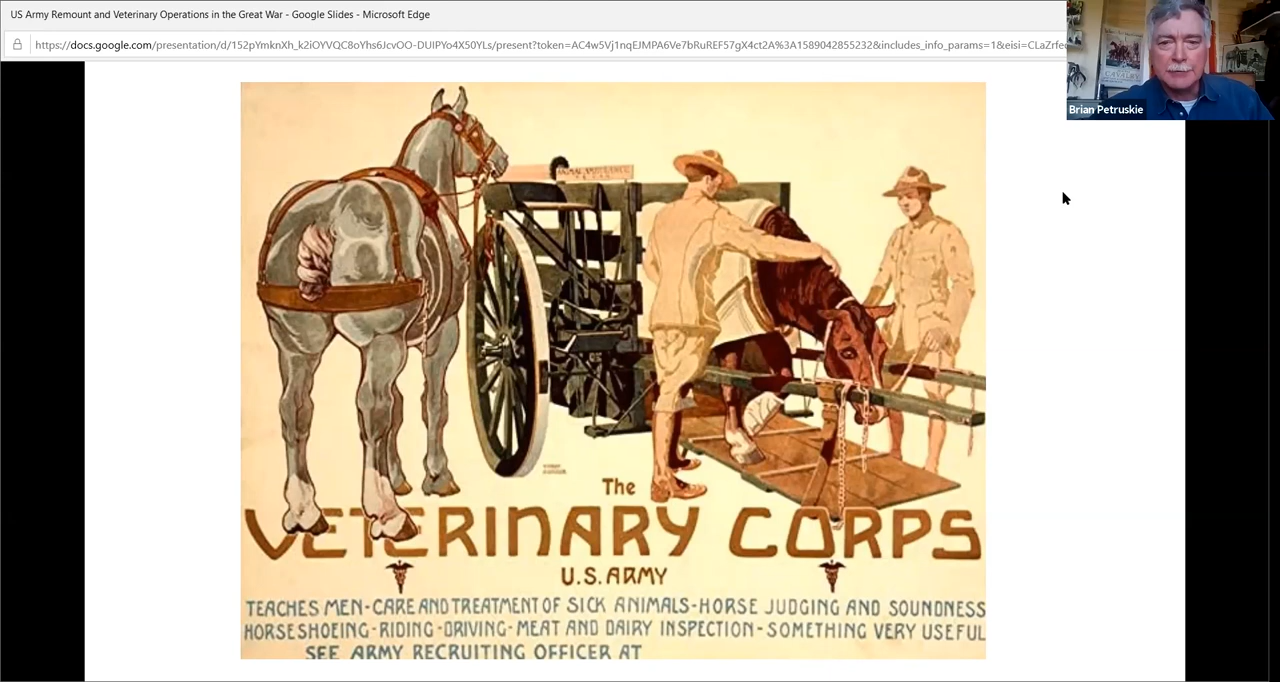 US Army Remount and Veterinary Operations in the Great War - Google Slides - Microsoft Edge
https://docs.google.com/presentation/d/152pYmknXh_k2iOYVQC8oYhs6JcvOO-DUIPYo4X50YLs/present?token=AC4w5Vj1nqEJMPA6Ve7bRuREF57gX4ct2A%3A1589042855232&includes_info_params=1&eisi=CLaZrfe
Brian Petruskie
ANIMAL AMBULANCE
The
VETERINARY CORPS
U.S. ARMY
TEACHES MEN-CARE AND TREATMENT OF SICK ANIMALS-HORSE JUDGING AND SOUNDNESS
HORSESHOEING-RIDING-DRIVING-MEAT AND DAIRY INSPECTION-SOMETHING VERY USEFUL
SEE ARMY RECRUITING OFFICER AT